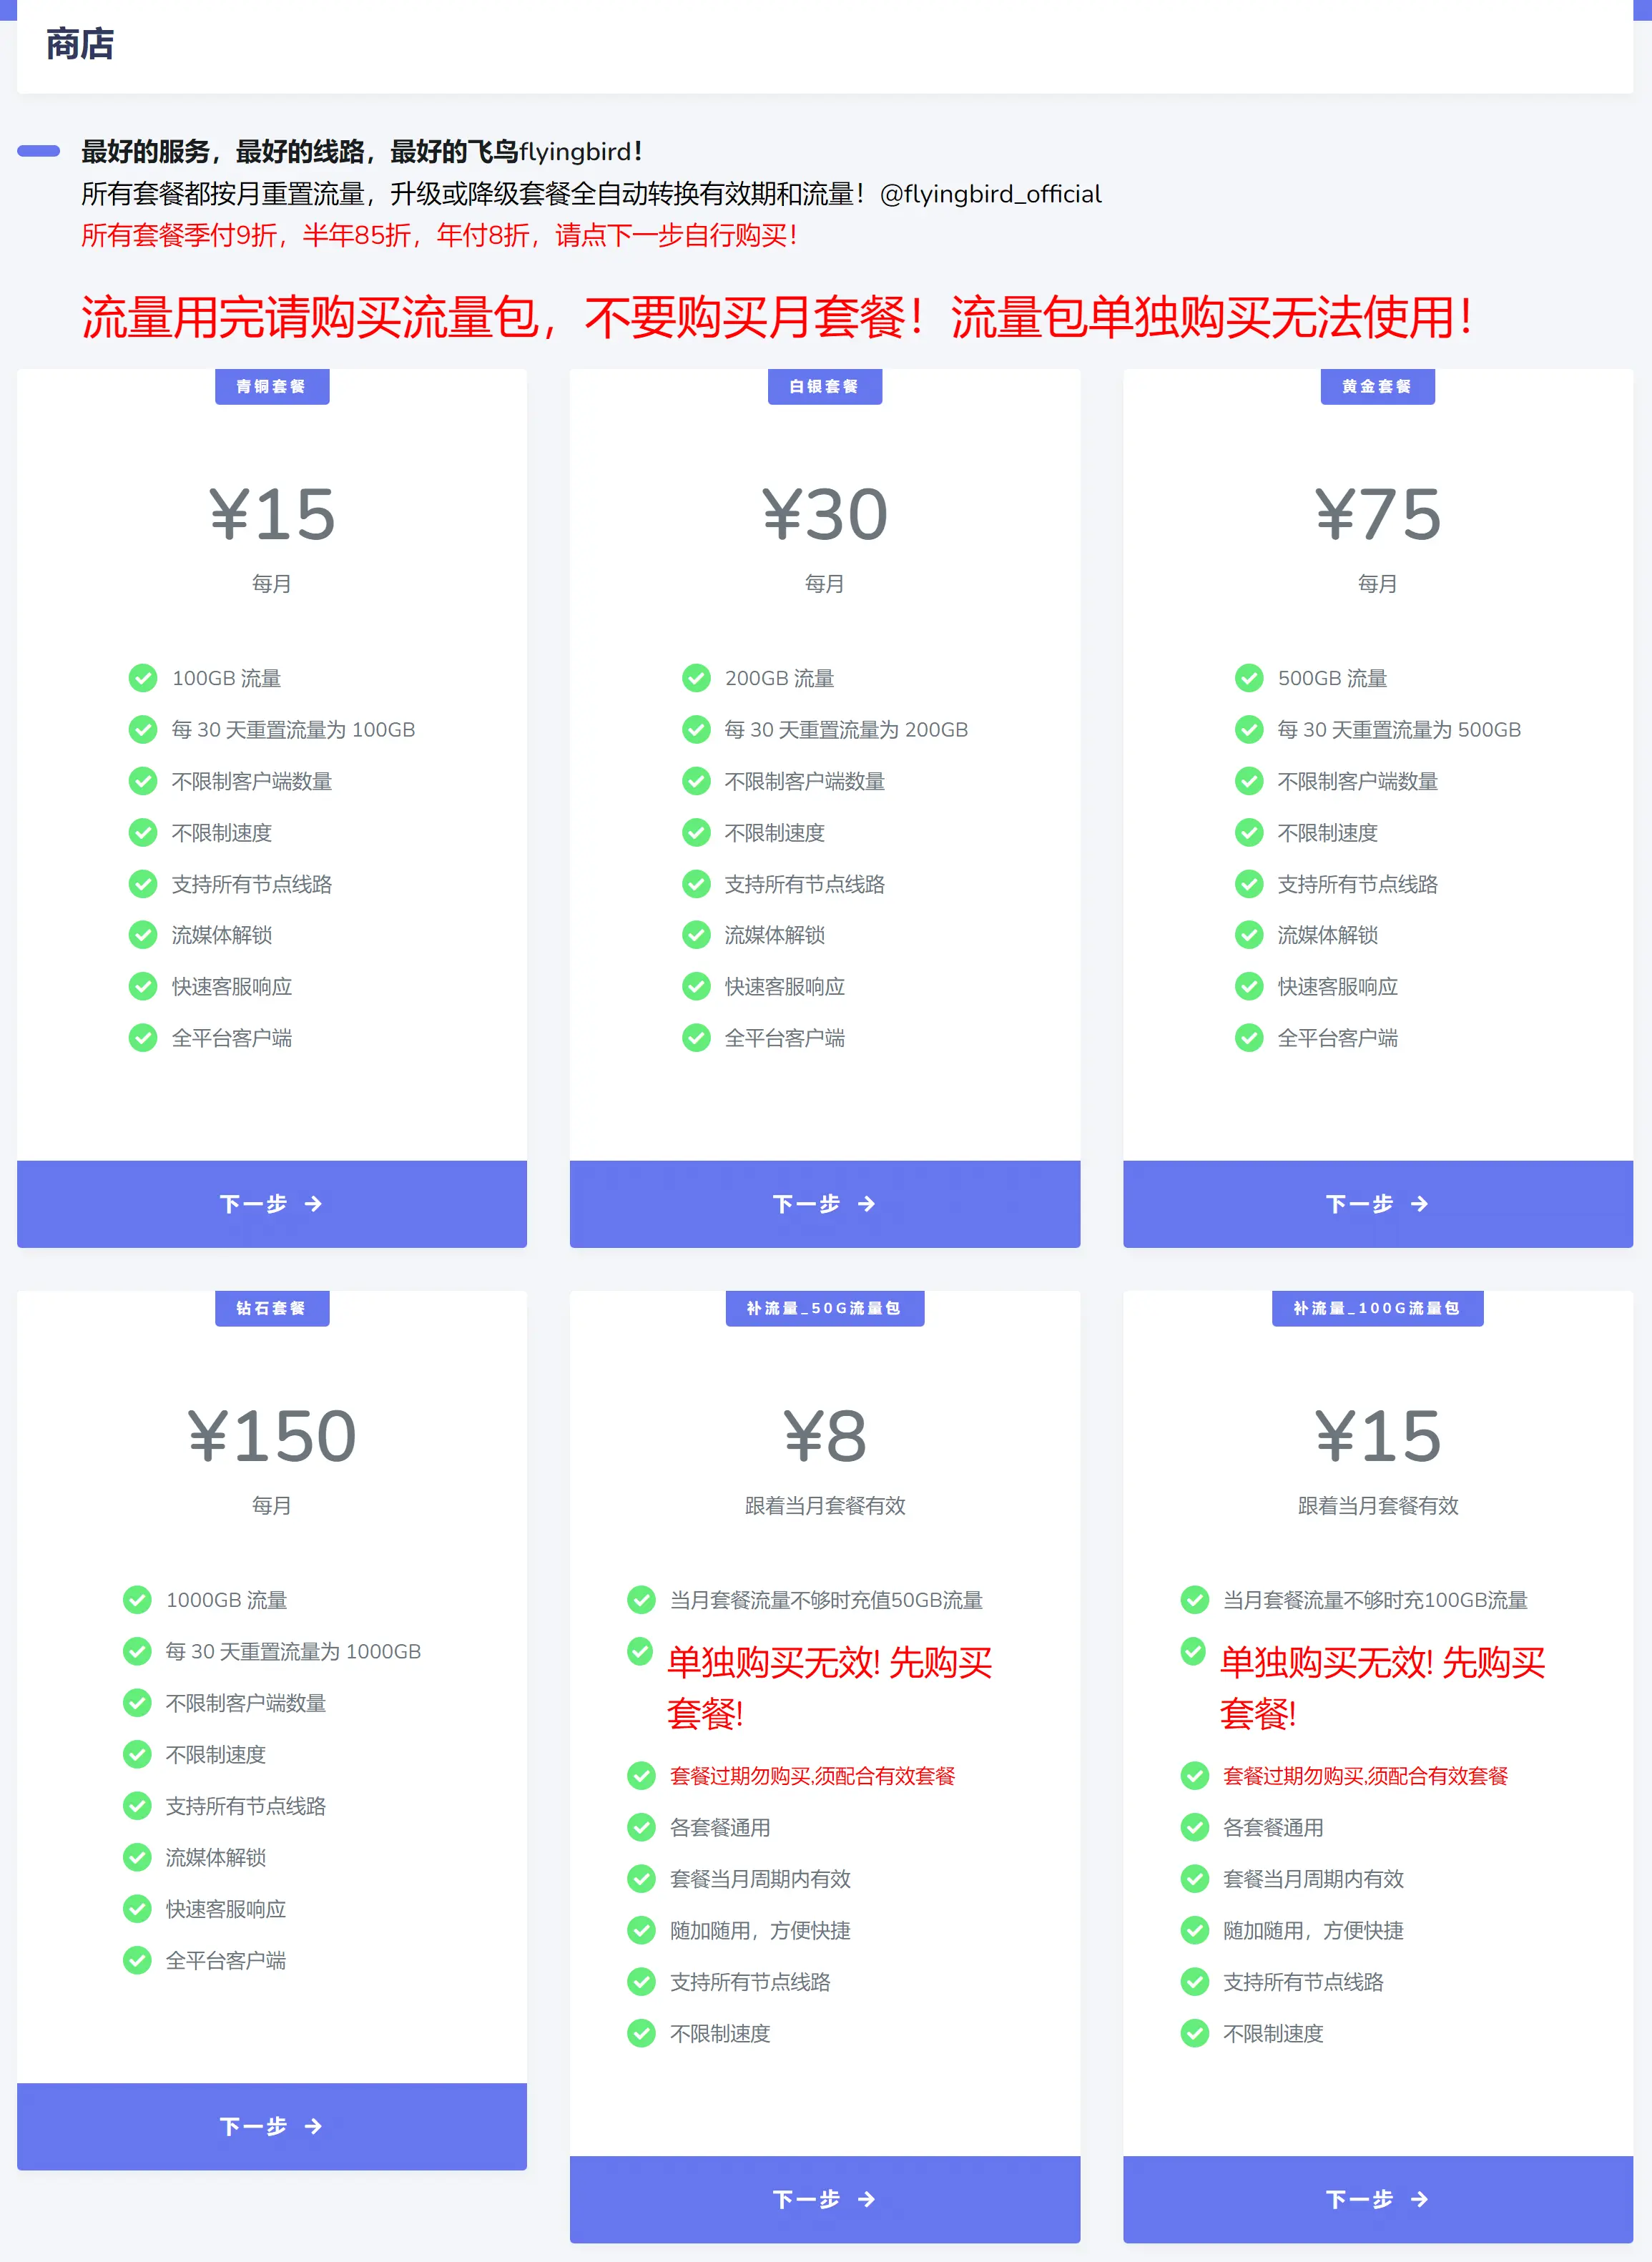 商店
最好的服务，最好的线路，最好的飞鸟flyingbird！
所有套餐都按月重置流量，升级或降级套餐全自动转换有效期和流量！@flyingbird_official
所有套餐季付9折，半年85折，年付8折，请点下一步自行购买！
流量用完请购买流量包，不要购买月套餐！流量包单独购买无法使用！
青铜套餐
¥15
每月
100GB 流量
每 30 天重置流量为 100GB
不限制客户端数量
不限制速度
支持所有节点线路
流媒体解锁
快速客服响应
全平台客户端
下一步 →
白银套餐
¥30
每月
200GB 流量
每 30 天重置流量为 200GB
不限制客户端数量
不限制速度
支持所有节点线路
流媒体解锁
快速客服响应
全平台客户端
下一步 →
黄金套餐
¥75
每月
500GB 流量
每 30 天重置流量为 500GB
不限制客户端数量
不限制速度
支持所有节点线路
流媒体解锁
快速客服响应
全平台客户端
下一步 →
钻石套餐
¥150
每月
1000GB 流量
每 30 天重置流量为 1000GB
不限制客户端数量
不限制速度
支持所有节点线路
流媒体解锁
快速客服响应
全平台客户端
下一步 →
补流量_50G流量包
¥8
跟着当月套餐有效
当月套餐流量不够时充值50GB流量
单独购买无效! 先购买
套餐!
套餐过期勿购买,须配合有效套餐
各套餐通用
套餐当月周期内有效
随加随用，方便快捷
支持所有节点线路
不限制速度
下一步 →
补流量_100G流量包
¥15
跟着当月套餐有效
当月套餐流量不够时充100GB流量
单独购买无效! 先购买
套餐!
套餐过期勿购买,须配合有效套餐
各套餐通用
套餐当月周期内有效
随加随用，方便快捷
支持所有节点线路
不限制速度
下一步 →